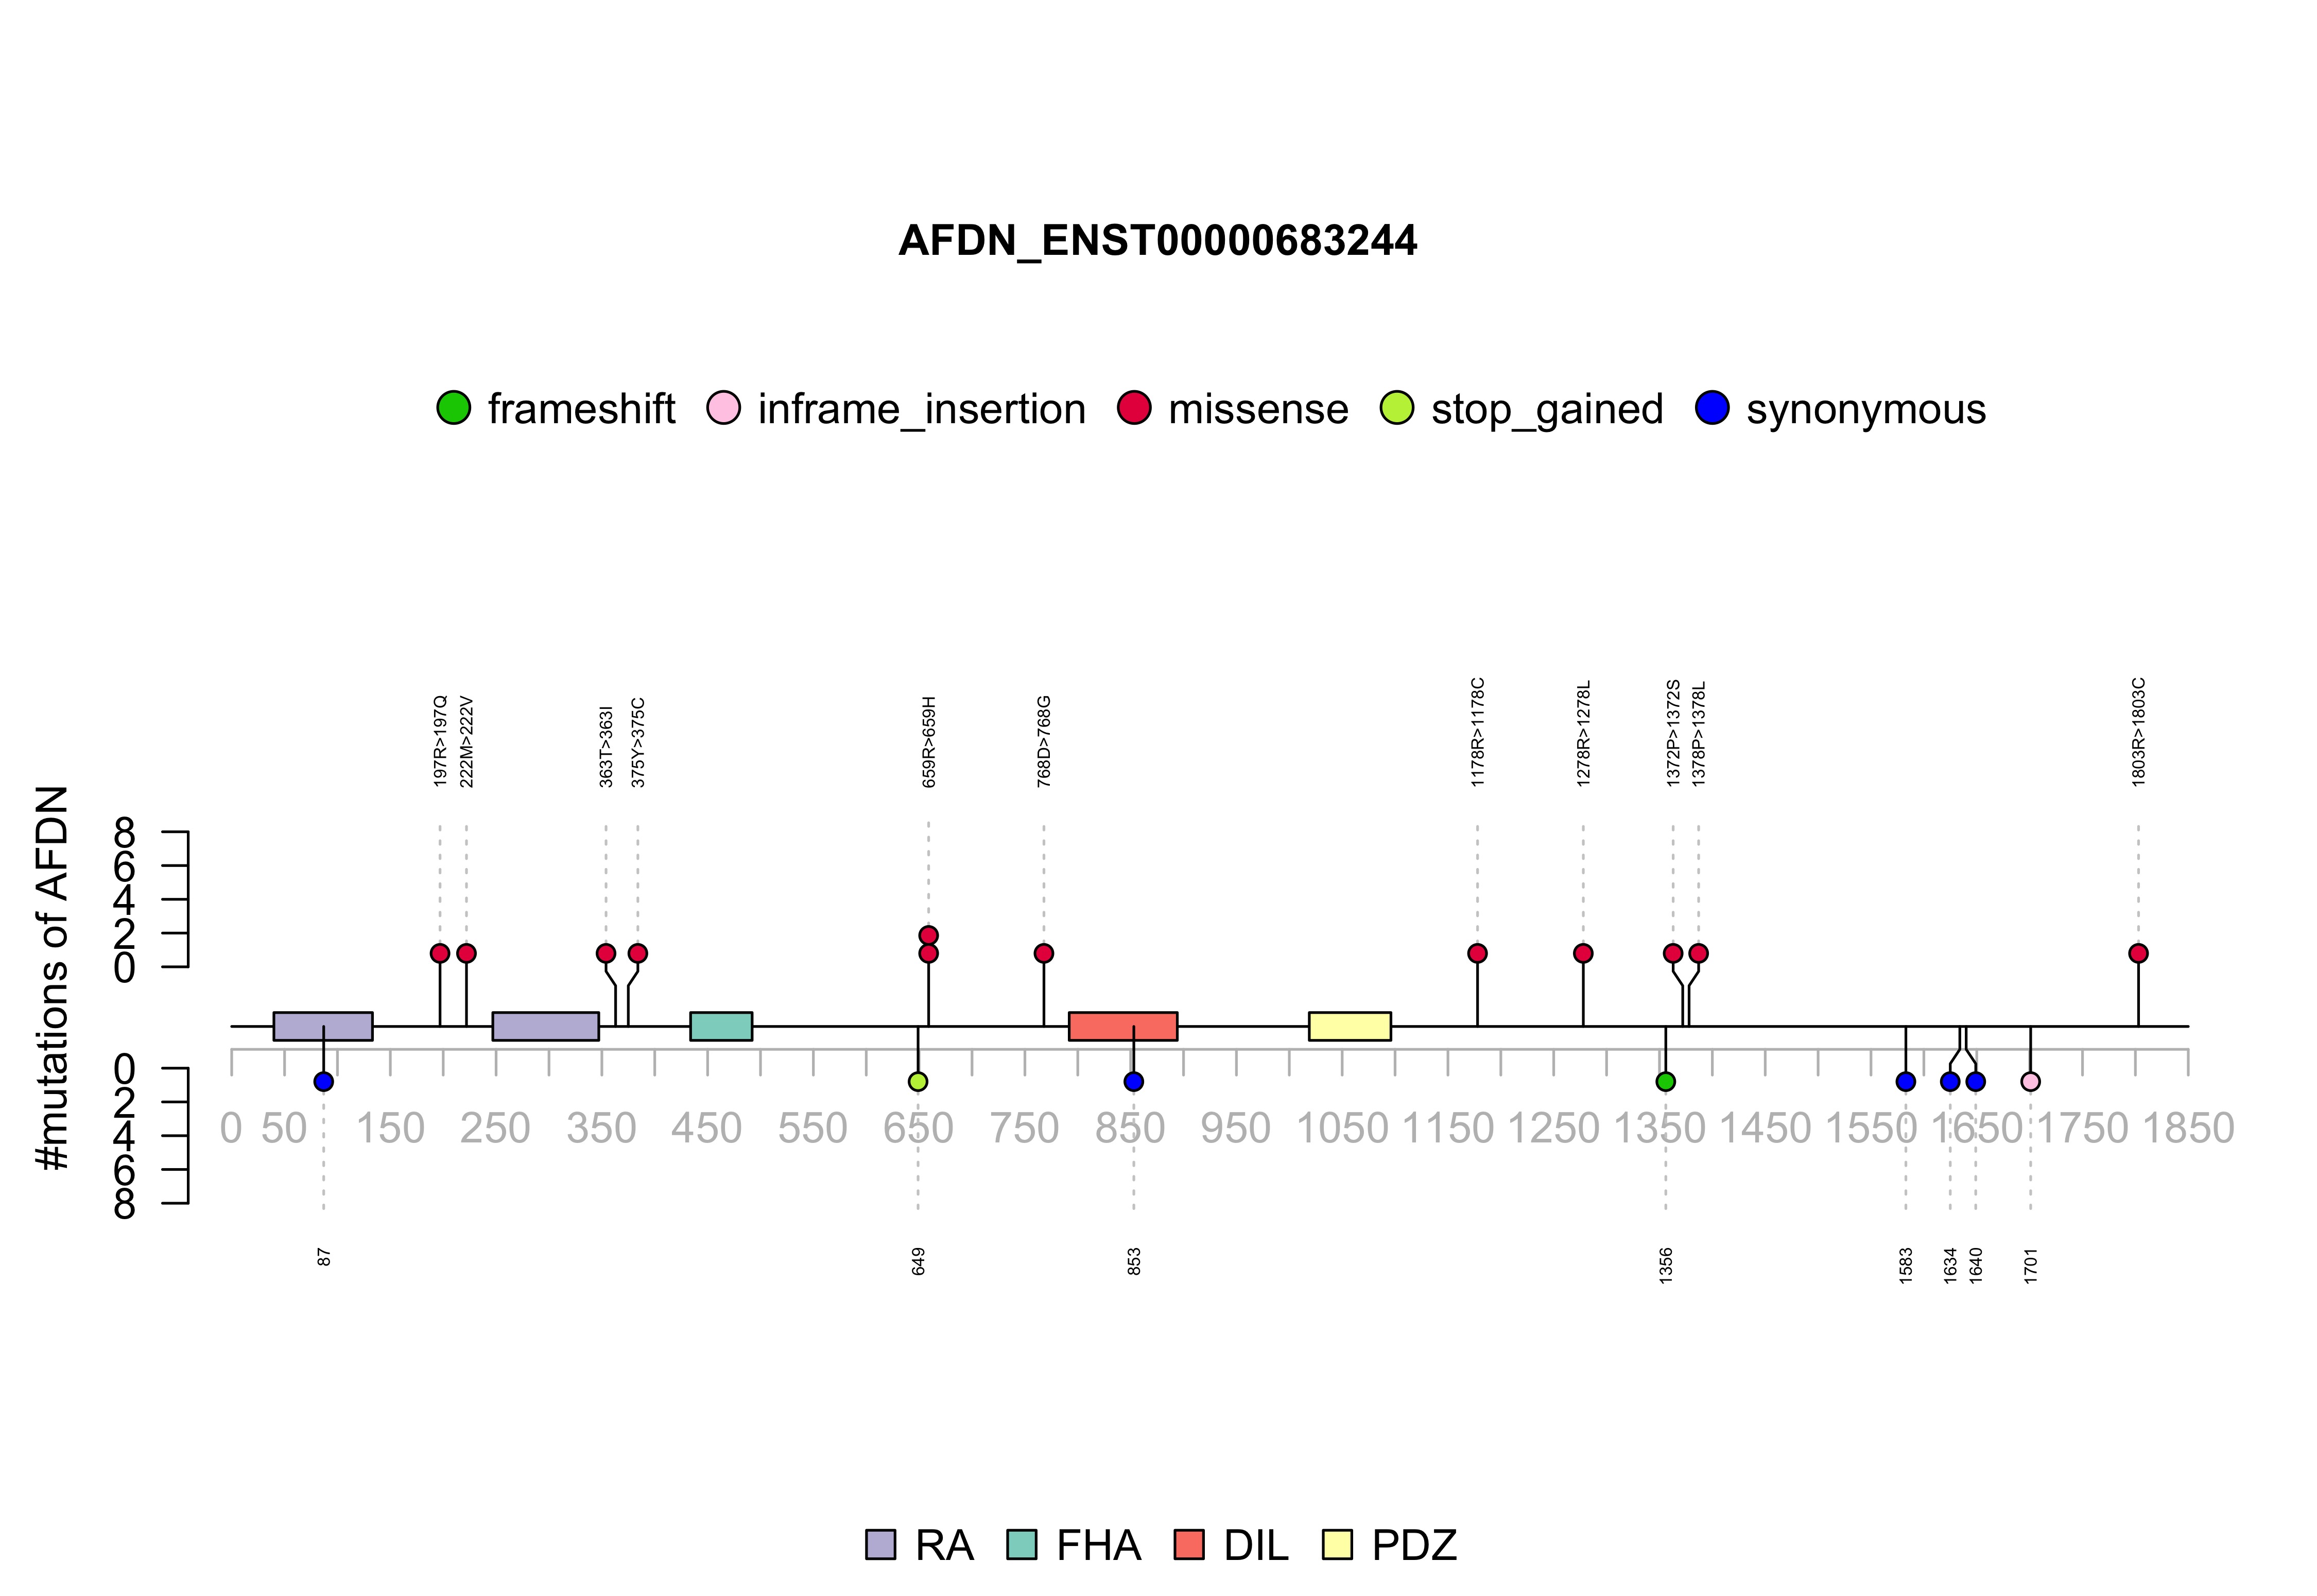 AFDN_ENST00000683244
frameshift inframe_insertion missense stop_gained synonymous
197R>197Q 222M>222V 363T>363I 375Y>375C 659R>659H 768D>768G 1178R>1178C 1278R>1278L 1372P>1372S 1378P>1378L 1803R>1803C
#mutations of AFDN
8
6
4
2
0
0
2
4
6
8
0 50 150 250 350 450 550 650 750 850 950 1050 1150 1250 1350 1450 1550 1650 1750 1850
87 649 853 1356 1583 1634 1640 1701
RA FHA DIL PDZ